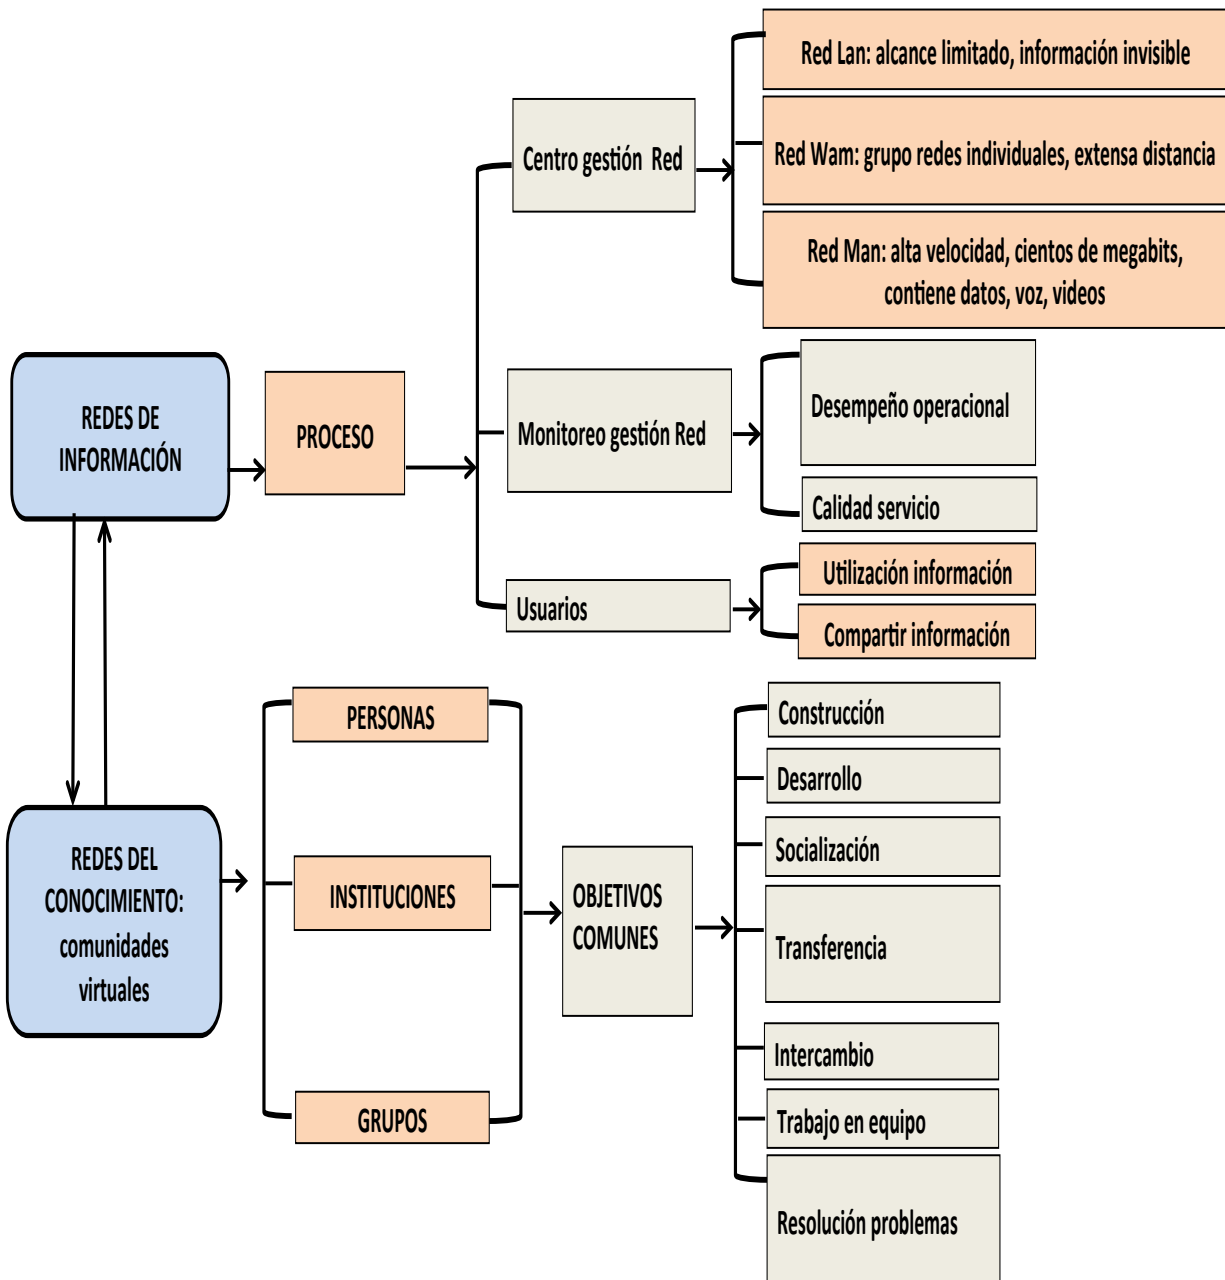 Red Lan: alcance limitado, información invisible
Centro gestión Red
Red Wam: grupo redes individuales, extensa distancia
Red Man: alta velocidad, cientos de megabits,
contiene datos, voz, videos
REDES DE
INFORMACIÓN
PROCESO
Monitoreo gestión Red
Desempeño operacional
Calidad servicio
Usuarios
Utilización información
Compartir información
REDES DEL
CONOCIMIENTO:
comunidades
virtuales
PERSONAS
INSTITUCIONES
GRUPOS
OBJETIVOS
COMUNES
Construcción
Desarrollo
Socialización
Transferencia
Intercambio
Trabajo en equipo
Resolución problemas